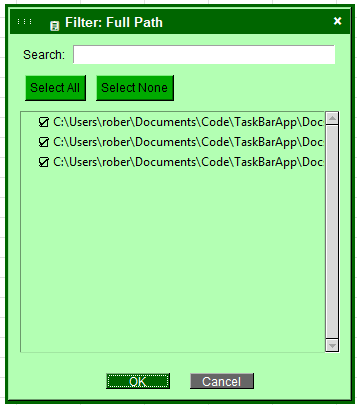 Filter: Full Path
Search:
Select All Select None
C:\Users\rober\Documents\Code\TaskBarApp\Doc
C:\Users\rober\Documents\Code\TaskBarApp\Doc
C:\Users\rober\Documents\Code\TaskBarApp\Doc
OK Cancel